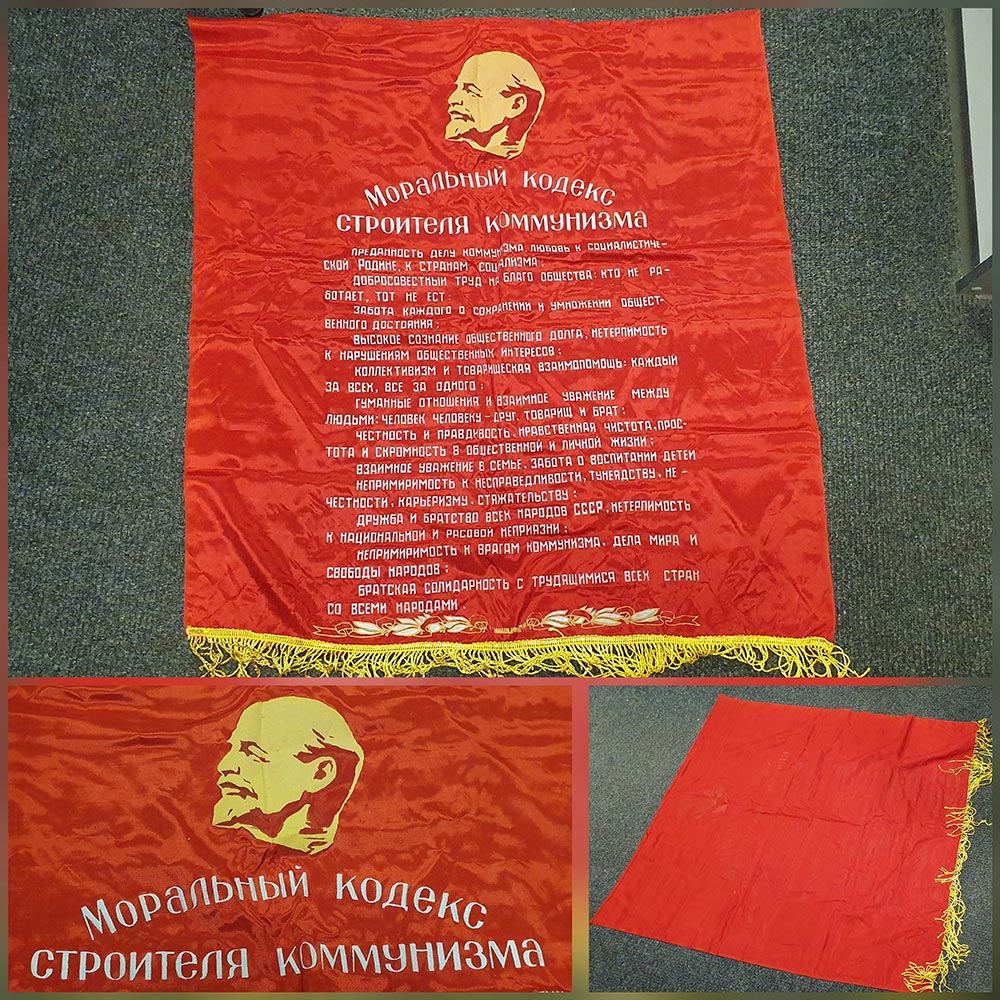 Моральный кодекс
строителя коммунизма
преданность делу коммунизма, любовь к социалистиче-
ской Родине, к странам социализма;
добросовестный труд на благо общества: кто не ра-
ботает, тот не ест;
забота каждого о сохранении и умножении общест-
венного достояния;
высокое сознание общественного долга, нетерпимость
к нарушениям общественных интересов;
коллективизм и товарищеская взаимопомощь: каждый
за всех, все за одного;
гуманные отношения и взаимное уважение между
людьми: человек человеку – друг, товарищ и брат;
честность и правдивость, нравственная чистота, прос-
тота и скромность в общественной и личной жизни;
взаимное уважение в семье, забота о воспитании детей
непримиримость к несправедливости, тунеядству, не-
честности, карьеризму, стяжательству;
дружба и братство всех народов СССР, нетерпимость
к национальной и расовой неприязни;
непримиримость к врагам коммунизма, дела мира и
свободы народов;
братская солидарность с трудящимися всех стран
со всеми народами.
Моральный кодекс
строителя коммунизма